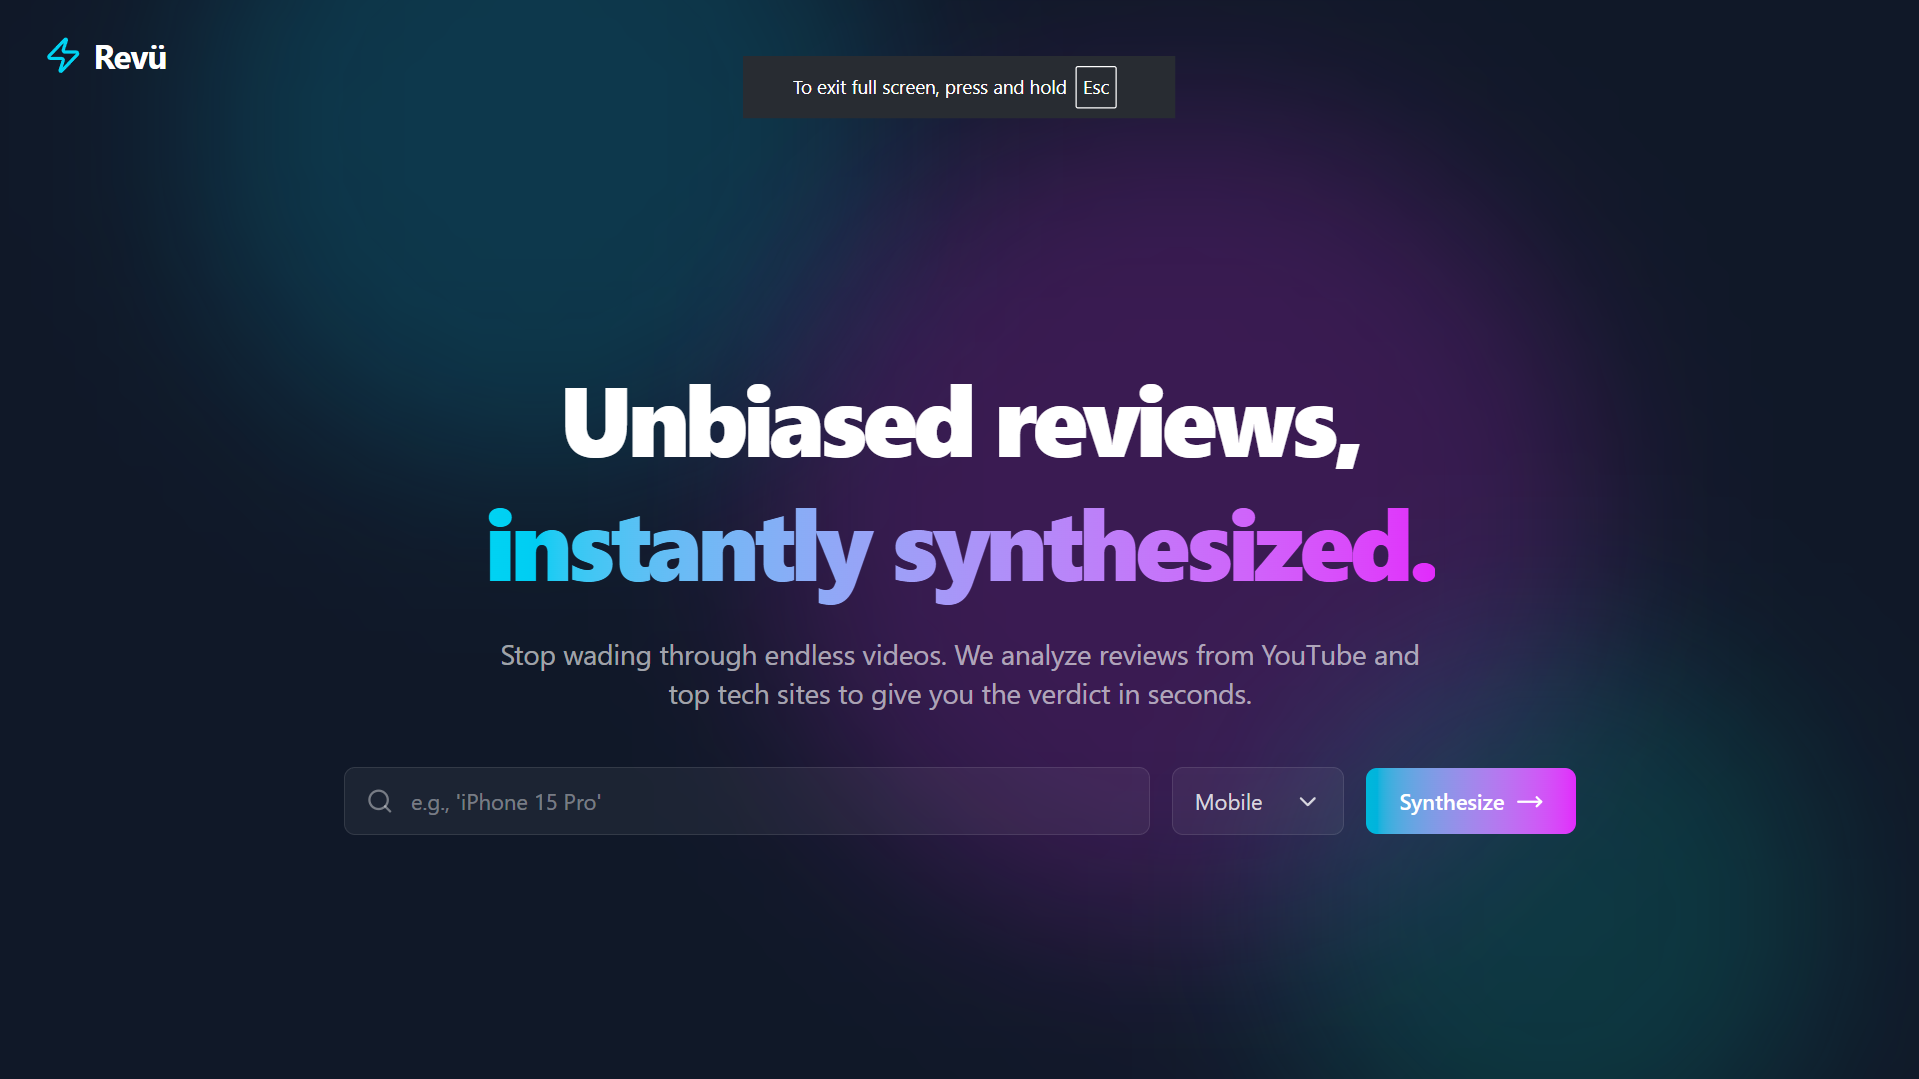 Revü
To exit full screen, press and hold Esc
Unbiased reviews,
instantly synthesized.
Stop wading through endless videos. We analyze reviews from YouTube and
top tech sites to give you the verdict in seconds.
e.g., 'iPhone 15 Pro'
Mobile
Synthesize